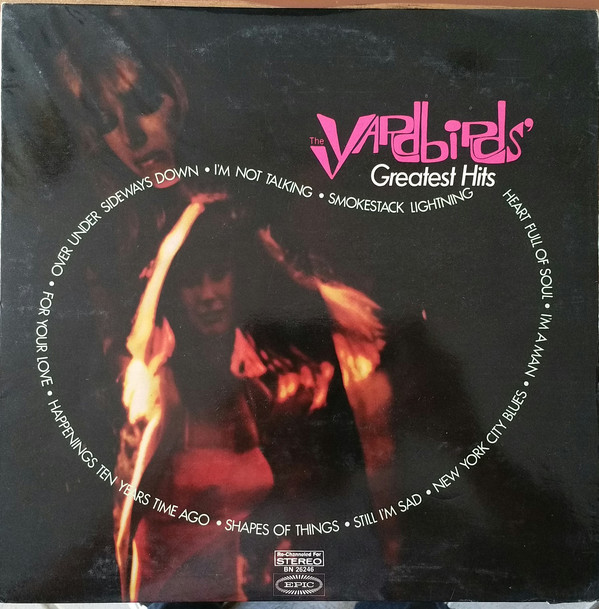 The YARDbiRDs'
Greatest Hits
HEART FULL OF SOUL • I'M A MAN • NEW YORK CITY BLUES • STILL I'M SAD • SHAPES OF THINGS • HAPPENINGS TEN YEARS TIME AGO • FOR YOUR LOVE • OVER UNDER SIDEWAYS DOWN • I'M NOT TALKING • SMOKESTACK LIGHTNING
Re-Channeled For
STEREO
BN 26246
EPIC